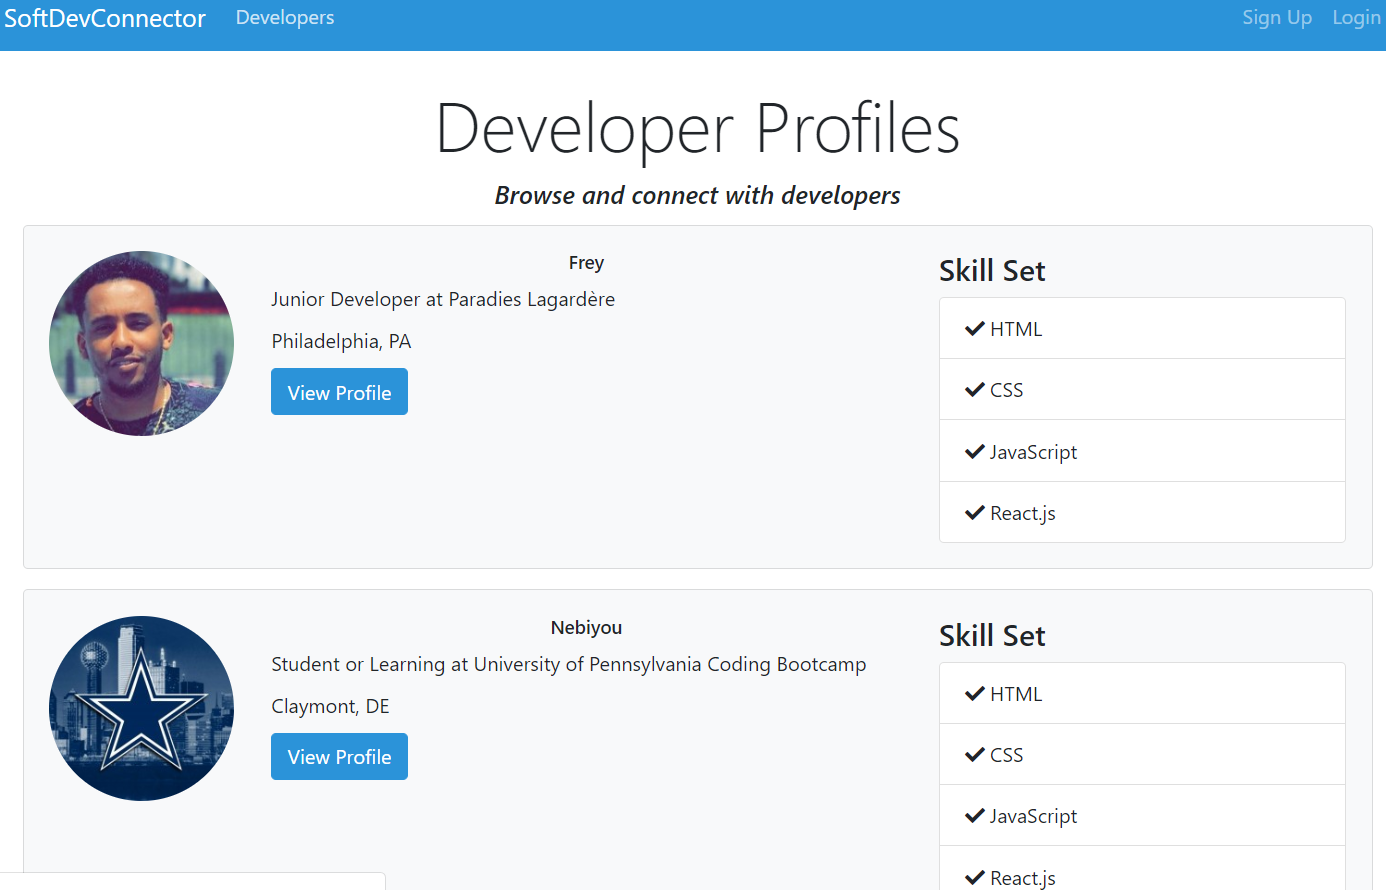 SoftDevConnector Developers Sign Up Login
Developer Profiles
Browse and connect with developers
Frey
Junior Developer at Paradies Lagardère
Philadelphia, PA
View Profile
Skill Set
HTML
CSS
JavaScript
React.js
Nebiyou
Student or Learning at University of Pennsylvania Coding Bootcamp
Claymont, DE
View Profile
Skill Set
HTML
CSS
JavaScript
React.js